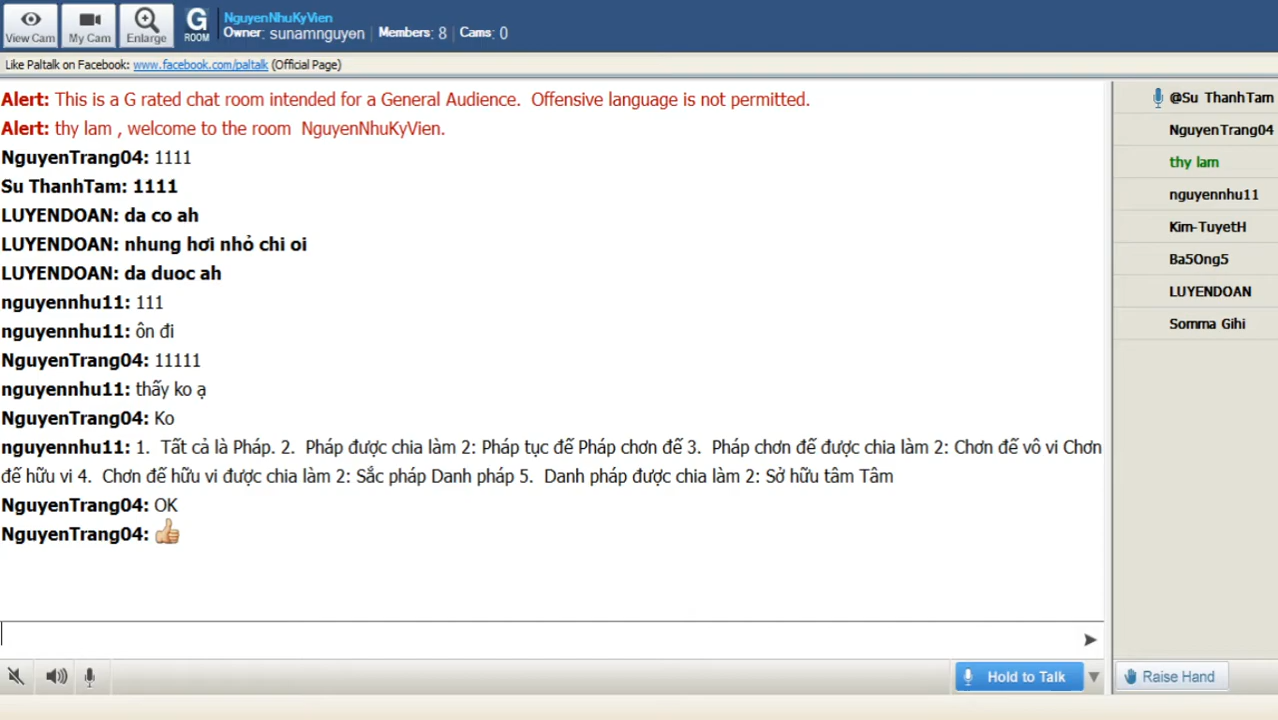 View Cam
My Cam
Enlarge
G
ROOM
NguyenNhuKyVien
Owner: sunamnguyen | Members: 8 | Cams: 0
Like Paltalk on Facebook: www.facebook.com/paltalk (Official Page)
Alert: This is a G rated chat room intended for a General Audience.  Offensive language is not permitted.
Alert: thy lam , welcome to the room  NguyenNhuKyVien.
NguyenTrang04: 1111
Su ThanhTam: 1111
LUYENDOAN: da co ah
LUYENDOAN: nhung hơi nhỏ chi oi
LUYENDOAN: da duoc ah
nguyennhu11: 111
nguyennhu11: ôn đi
NguyenTrang04: 11111
nguyennhu11: thấy ko ạ
NguyenTrang04: Ko
nguyennhu11: 1.  Tất cả là Pháp. 2.  Pháp được chia làm 2: Pháp tục đế Pháp chơn đế 3.  Pháp chơn đế được chia làm 2: Chơn đế vô vi Chơn
đế hữu vi 4.  Chơn đế hữu vi được chia làm 2: Sắc pháp Danh pháp 5.  Danh pháp được chia làm 2: Sở hữu tâm Tâm
NguyenTrang04: OK
NguyenTrang04:
@Su ThanhTam
NguyenTrang04
thy lam
nguyennhu11
Kim-TuyetH
Ba5Ong5
LUYENDOAN
Somma Gihi
Hold to Talk
Raise Hand